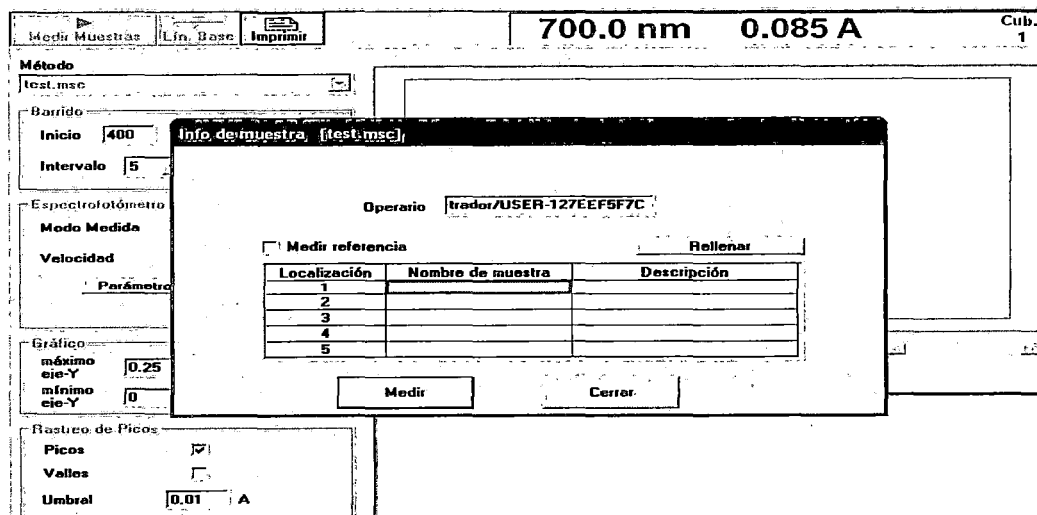 Medir Muestras Lín. Base Imprimir 700.0 nm 0.085 A Cub. 1
Método
test.msc
Barrido
Inicio 400
Intervalo 5
Espectrofotómetro
Modo Medida
Velocidad
Parámetro
Gráfico
máximo eje-Y 0.25
mínimo eje-Y 0
Rastreo de Picos
Picos
Valles
Umbral 0.01 A
Info de muestra [test.msc]
Operario trador/USER-127EEF5F7C
Medir referencia Rellenar
Localización Nombre de muestra Descripción
1
2
3
4
5
Medir Cerrar